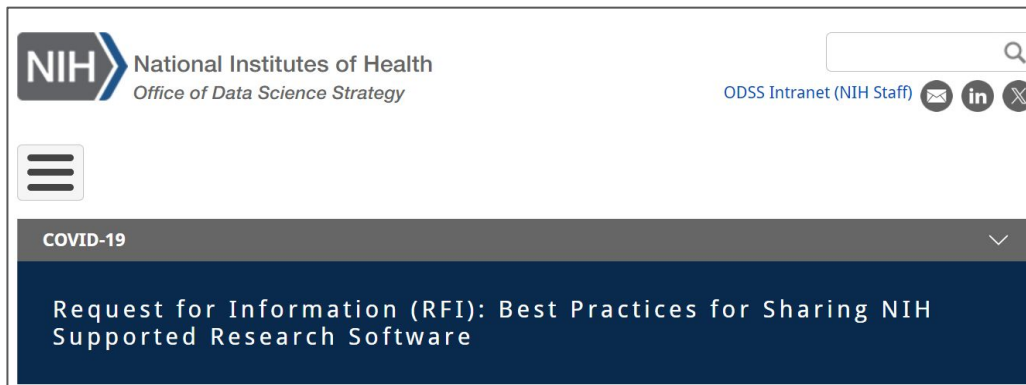 NIH
National Institutes of Health
Office of Data Science Strategy
ODSS Intranet (NIH Staff)
in
X
COVID-19
Request for Information (RFI): Best Practices for Sharing NIH
Supported Research Software